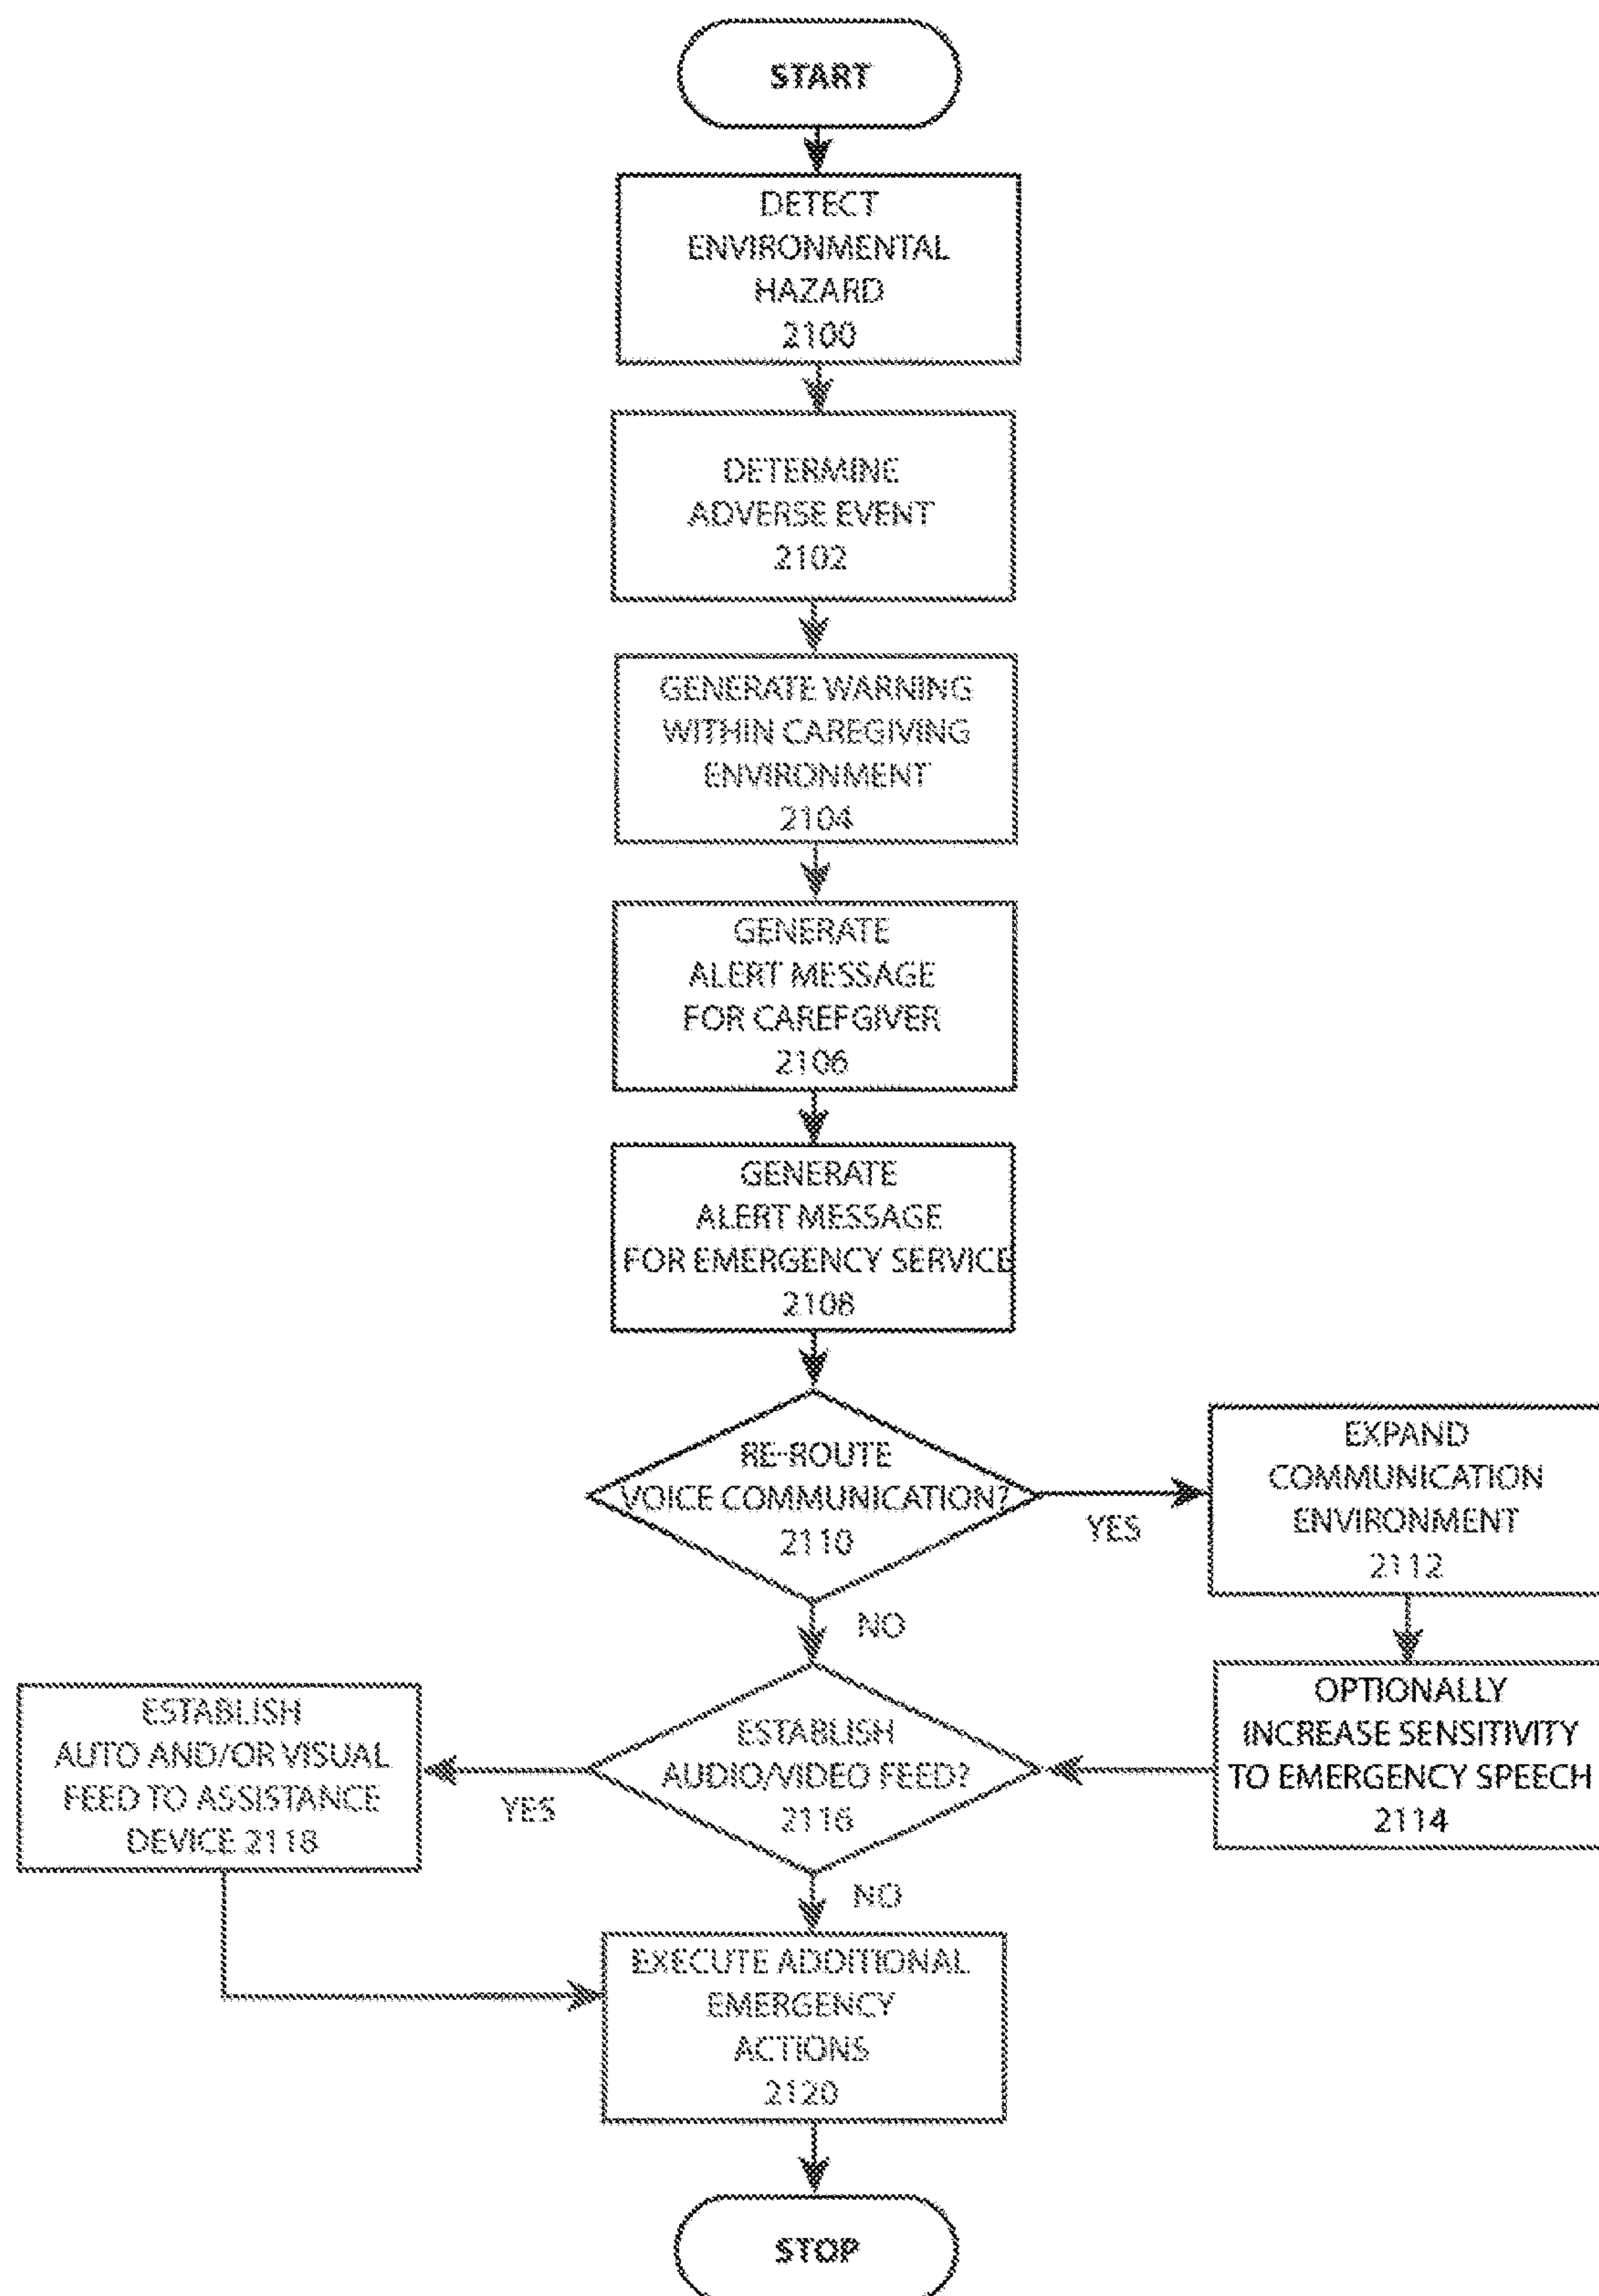 START
DETECT
ENVIRONMENTAL
HAZARD
2100
DETERMINE
ADVERSE EVENT
2102
GENERATE WARNING
WITHIN CAREGIVING
ENVIRONMENT
2104
GENERATE
ALERT MESSAGE
FOR CAREFGIVER
2106
GENERATE
ALERT MESSAGE
FOR EMERGENCY SERVICE
2108
RE-ROUTE
VOICE COMMUNICATION?
2110
YES
EXPAND
COMMUNICATION
ENVIRONMENT
2112
NO
OPTIONALLY
INCREASE SENSITIVITY
TO EMERGENCY SPEECH
2114
ESTABLISH
AUDIO/VIDEO FEED?
2116
YES
ESTABLISH
AUTO AND/OR VISUAL
FEED TO ASSISTANCE
DEVICE 2118
NO
EXECUTE ADDITIONAL
EMERGENCY
ACTIONS
2120
STOP